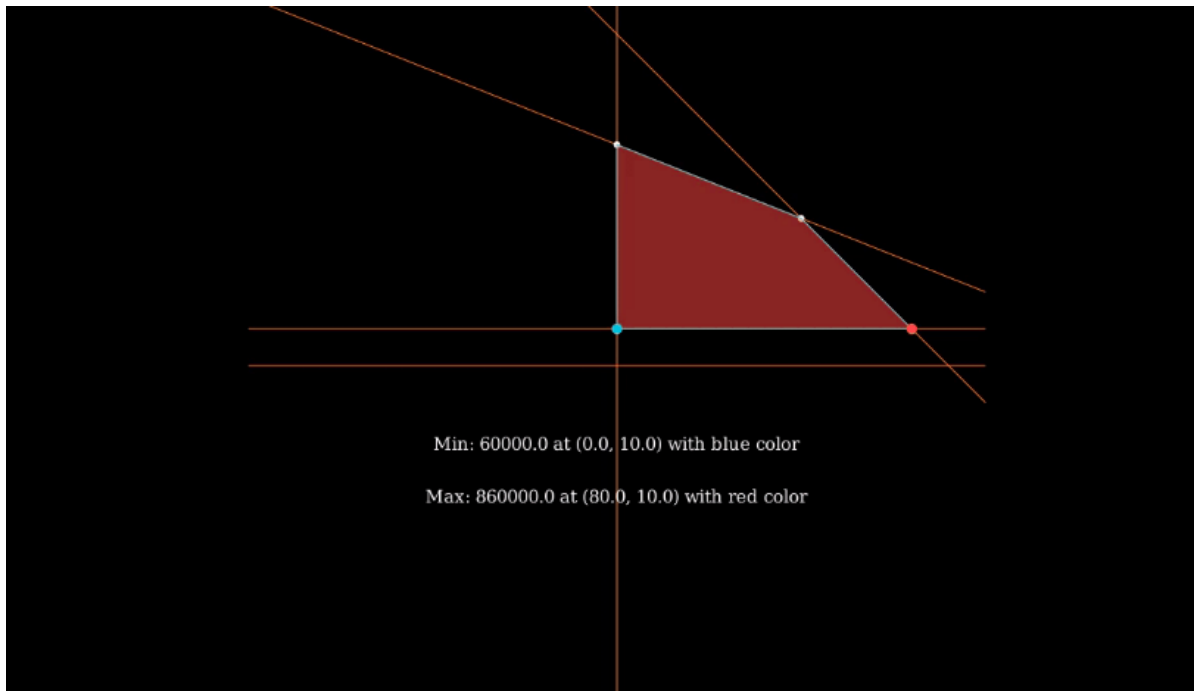 Min: 60000.0 at (0.0, 10.0) with blue color
Max: 860000.0 at (80.0, 10.0) with red color